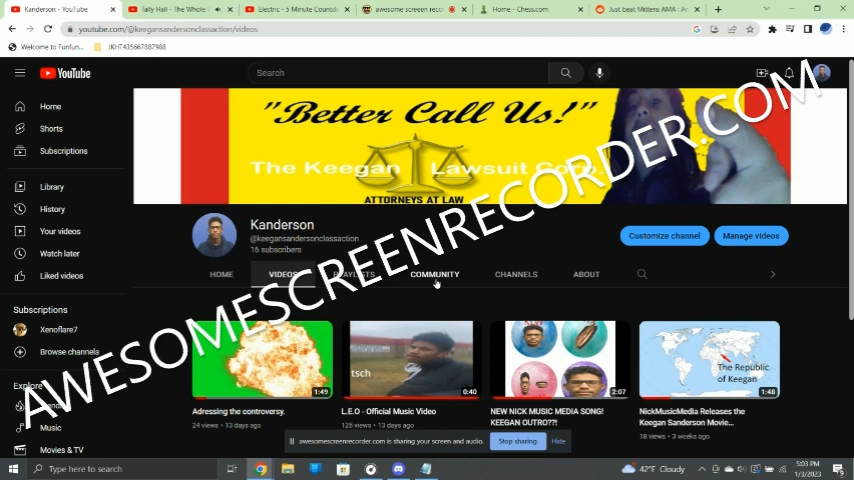 Kanderson - YouTube
Tally Hall - The Whole
Electric - 5 Minute Countd
awesome screen recor
Home - Chess.com
Just beat Mittens AMA : Ar
youtube.com/@keegansandersonclassaction/videos
Welcome to Funfun...
JKHT435667887988
YouTube
Search
Home
Shorts
Subscriptions
Library
History
Your videos
Watch later
Liked videos
Subscriptions
Xenoflare7
Browse channels
Explore
Music
Movies & TV
"Better Call Us!"
The Keegan Lawsuit Corp.
ATTORNEYS AT LAW
AWESOMESCREENRECORDER.COM
Kanderson
@keegansandersonclassaction
16 subscribers
Customize channel
Manage videos
HOME
VIDEOS
PLAYLISTS
COMMUNITY
CHANNELS
ABOUT
1:49
tsch
0:40
2:07
The Republic
of Keegan
1:48
Adressing the controversy.
24 views • 13 days ago
L.E.O - Official Music Video
125 views • 13 days ago
NEW NICK MUSIC MEDIA SONG!
KEEGAN OUTRO??!
NickMusicMedia Releases the
Keegan Sanderson Movie...
18 views • 3 weeks ago
awesomescreenrecorder.com is sharing your screen and audio.
Stop sharing
Hide
Type here to search
42°F Cloudy
5:03 PM
1/3/2023